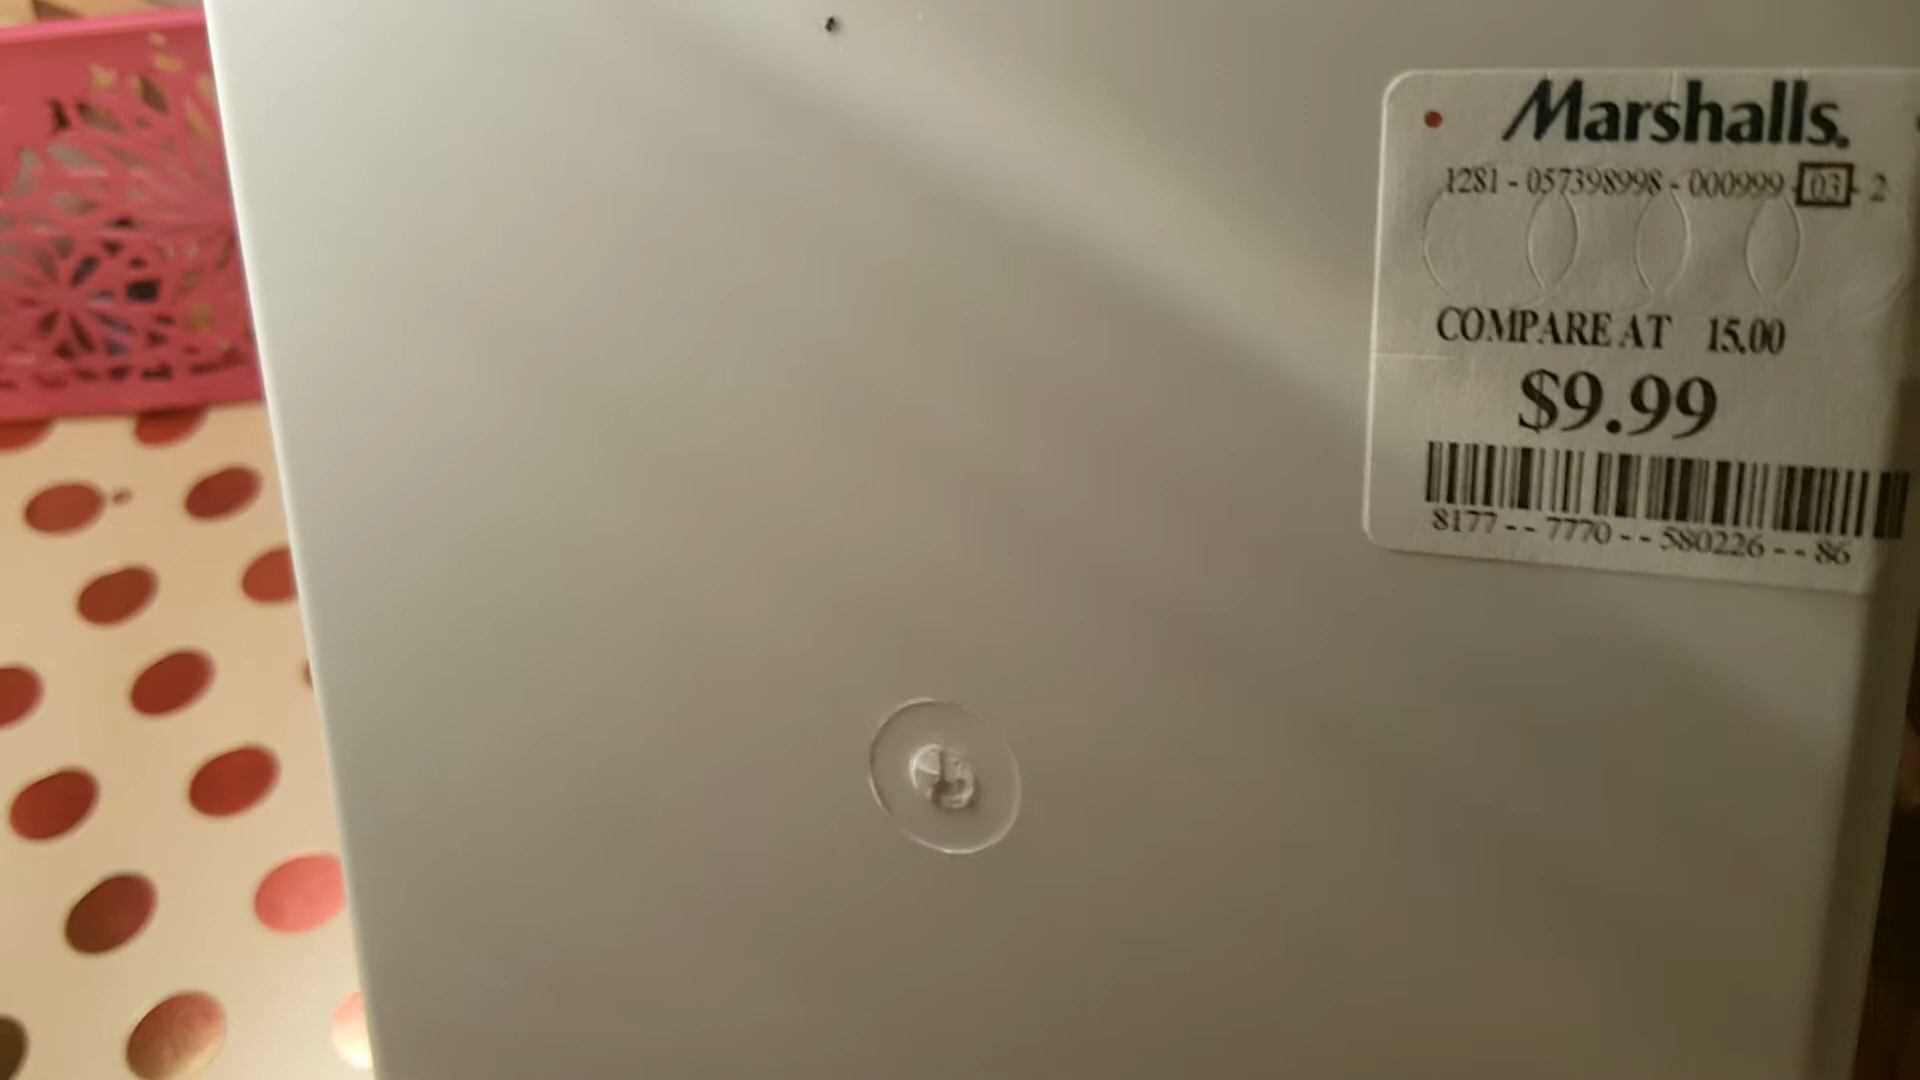 Marshalls.
1281 - 057398998 - 000999 - 03 - 2
COMPARE AT 15.00
$9.99
8177 -- 7770 -- 580226 -- 86